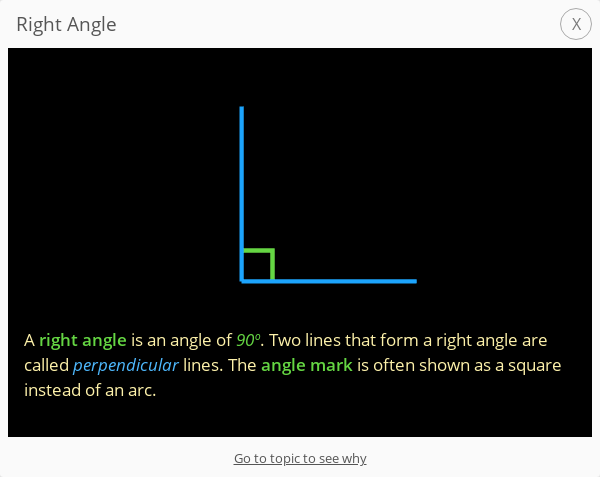 Right Angle
X
A right angle is an angle of 90º. Two lines that form a right angle are
called perpendicular lines. The angle mark is often shown as a square
instead of an arc.
Go to topic to see why